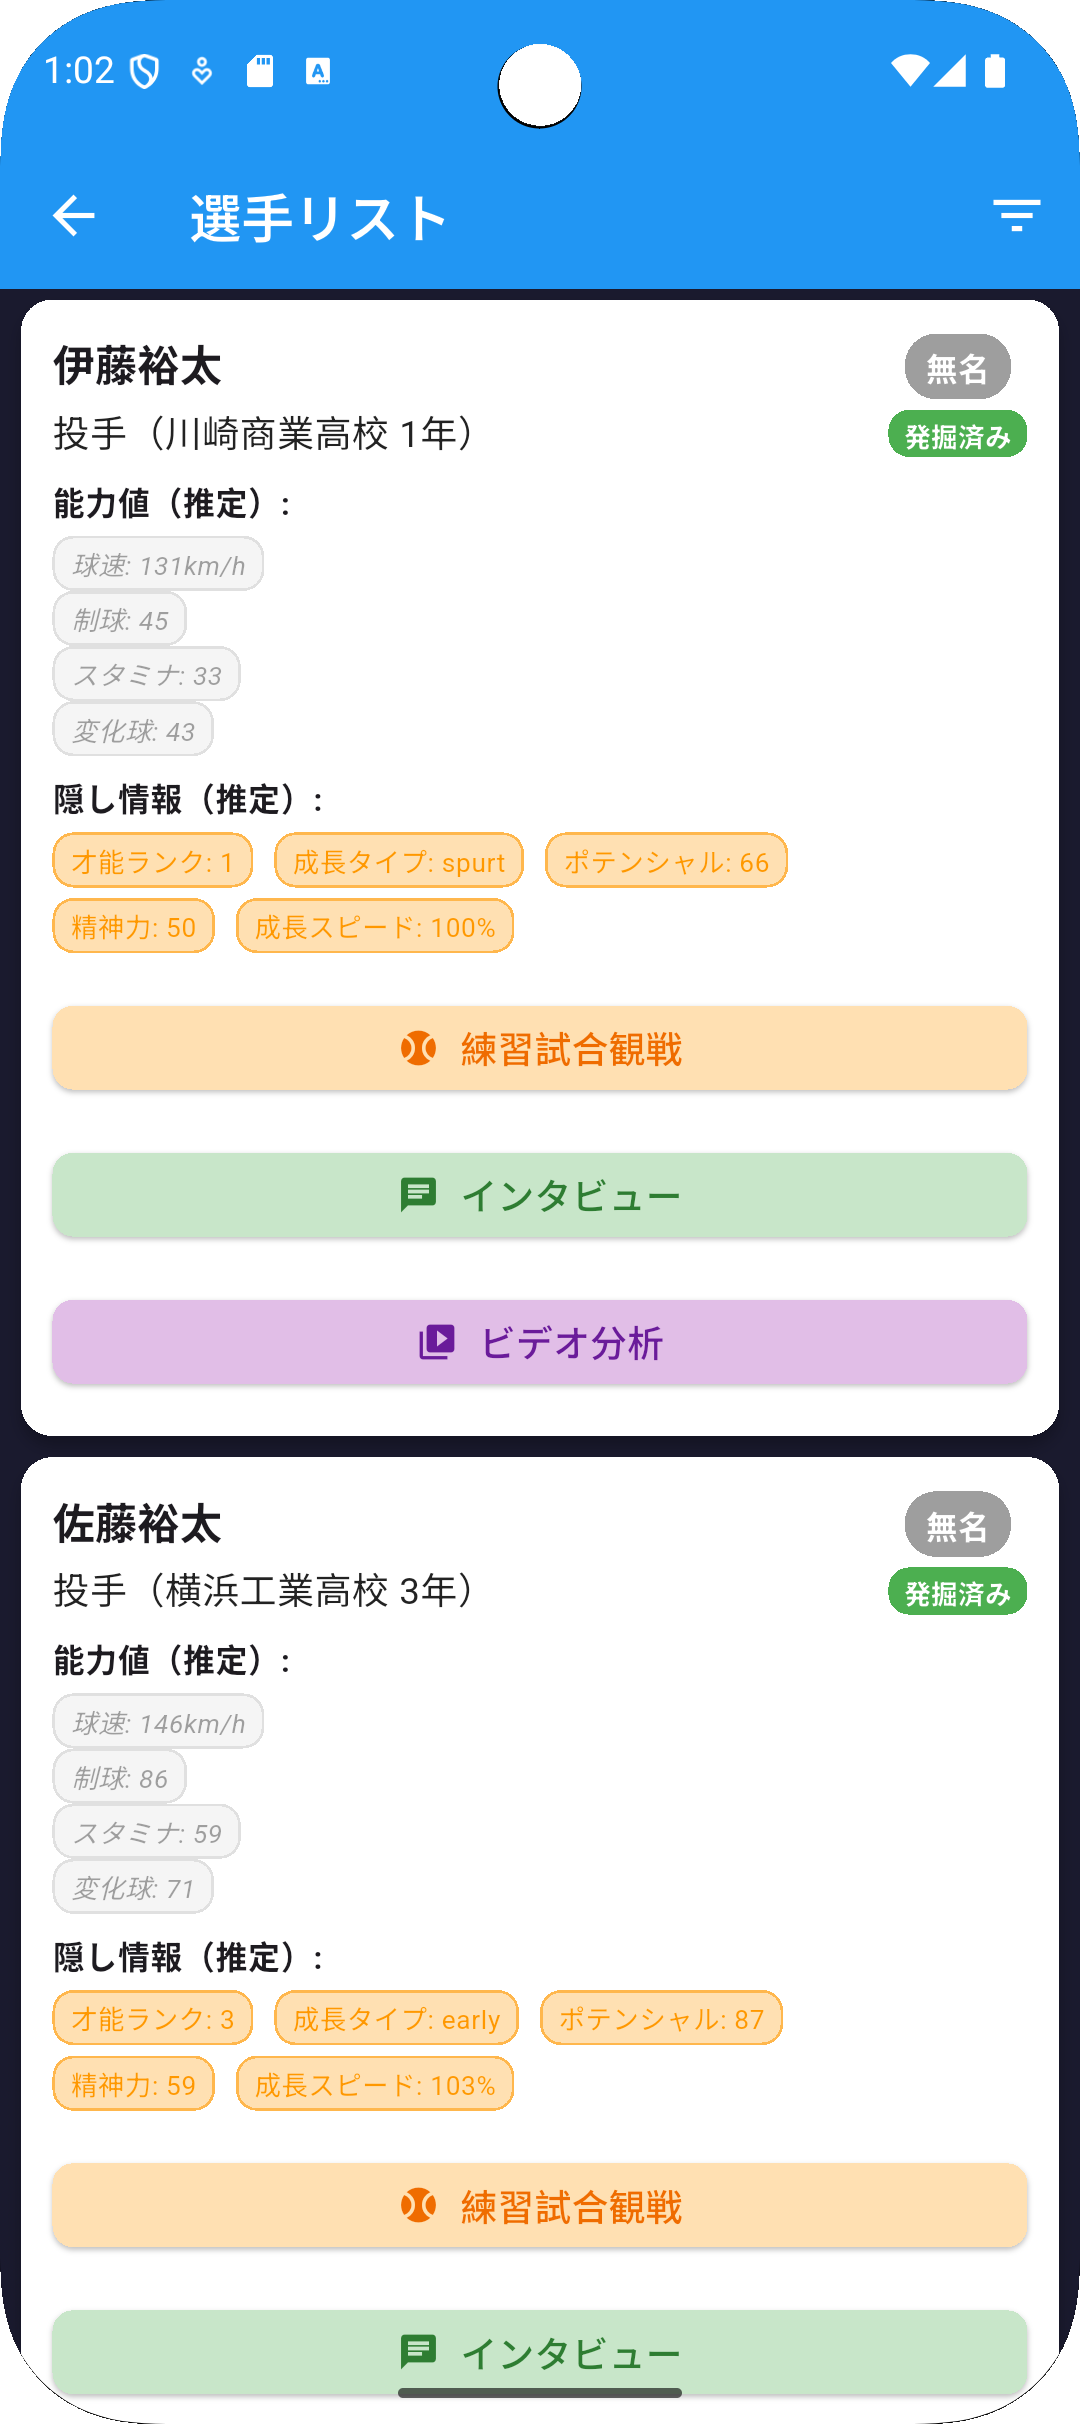 1:02
選手リスト
伊藤裕太
無名
投手（川崎商業高校 1年）
発掘済み
能力値（推定）:
球速: 131km/h
制球: 45
スタミナ: 33
変化球: 43
隠し情報（推定）:
才能ランク: 1 成長タイプ: spurt ポテンシャル: 66
精神力: 50 成長スピード: 100%
練習試合観戦
インタビュー
ビデオ分析
佐藤裕太
無名
投手（横浜工業高校 3年）
発掘済み
能力値（推定）:
球速: 146km/h
制球: 86
スタミナ: 59
変化球: 71
隠し情報（推定）:
才能ランク: 3 成長タイプ: early ポテンシャル: 87
精神力: 59 成長スピード: 103%
練習試合観戦
インタビュー